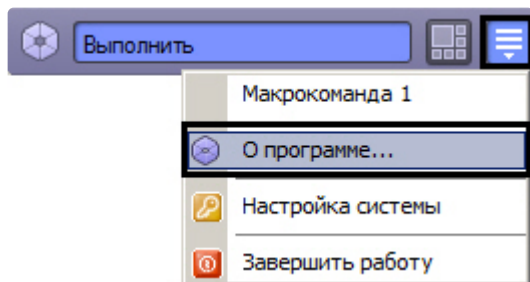 Выполнить
Макрокоманда 1
О программе...
Настройка системы
Завершить работу